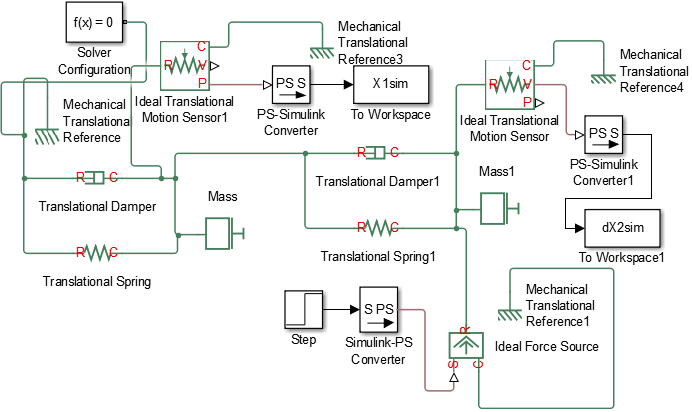 f(x) = 0
Solver
Configuration
C
R
V
P
Ideal Translational
Motion Sensor1
Mechanical
Translational
Reference3
PS S
PS-Simulink
Converter
X1sim
To Workspace
C
R
V
P
Ideal Translational
Motion Sensor
Mechanical
Translational
Reference4
PS S
PS-Simulink
Converter1
dX2sim
To Workspace1
Mechanical
Translational
Reference
R C
Translational Damper
Mass
R C
Translational Spring
R C
Translational Damper1
Mass1
R C
Translational Spring1
Step
S PS
Simulink-PS
Converter
R
S
C
Ideal Force Source
Mechanical
Translational
Reference1